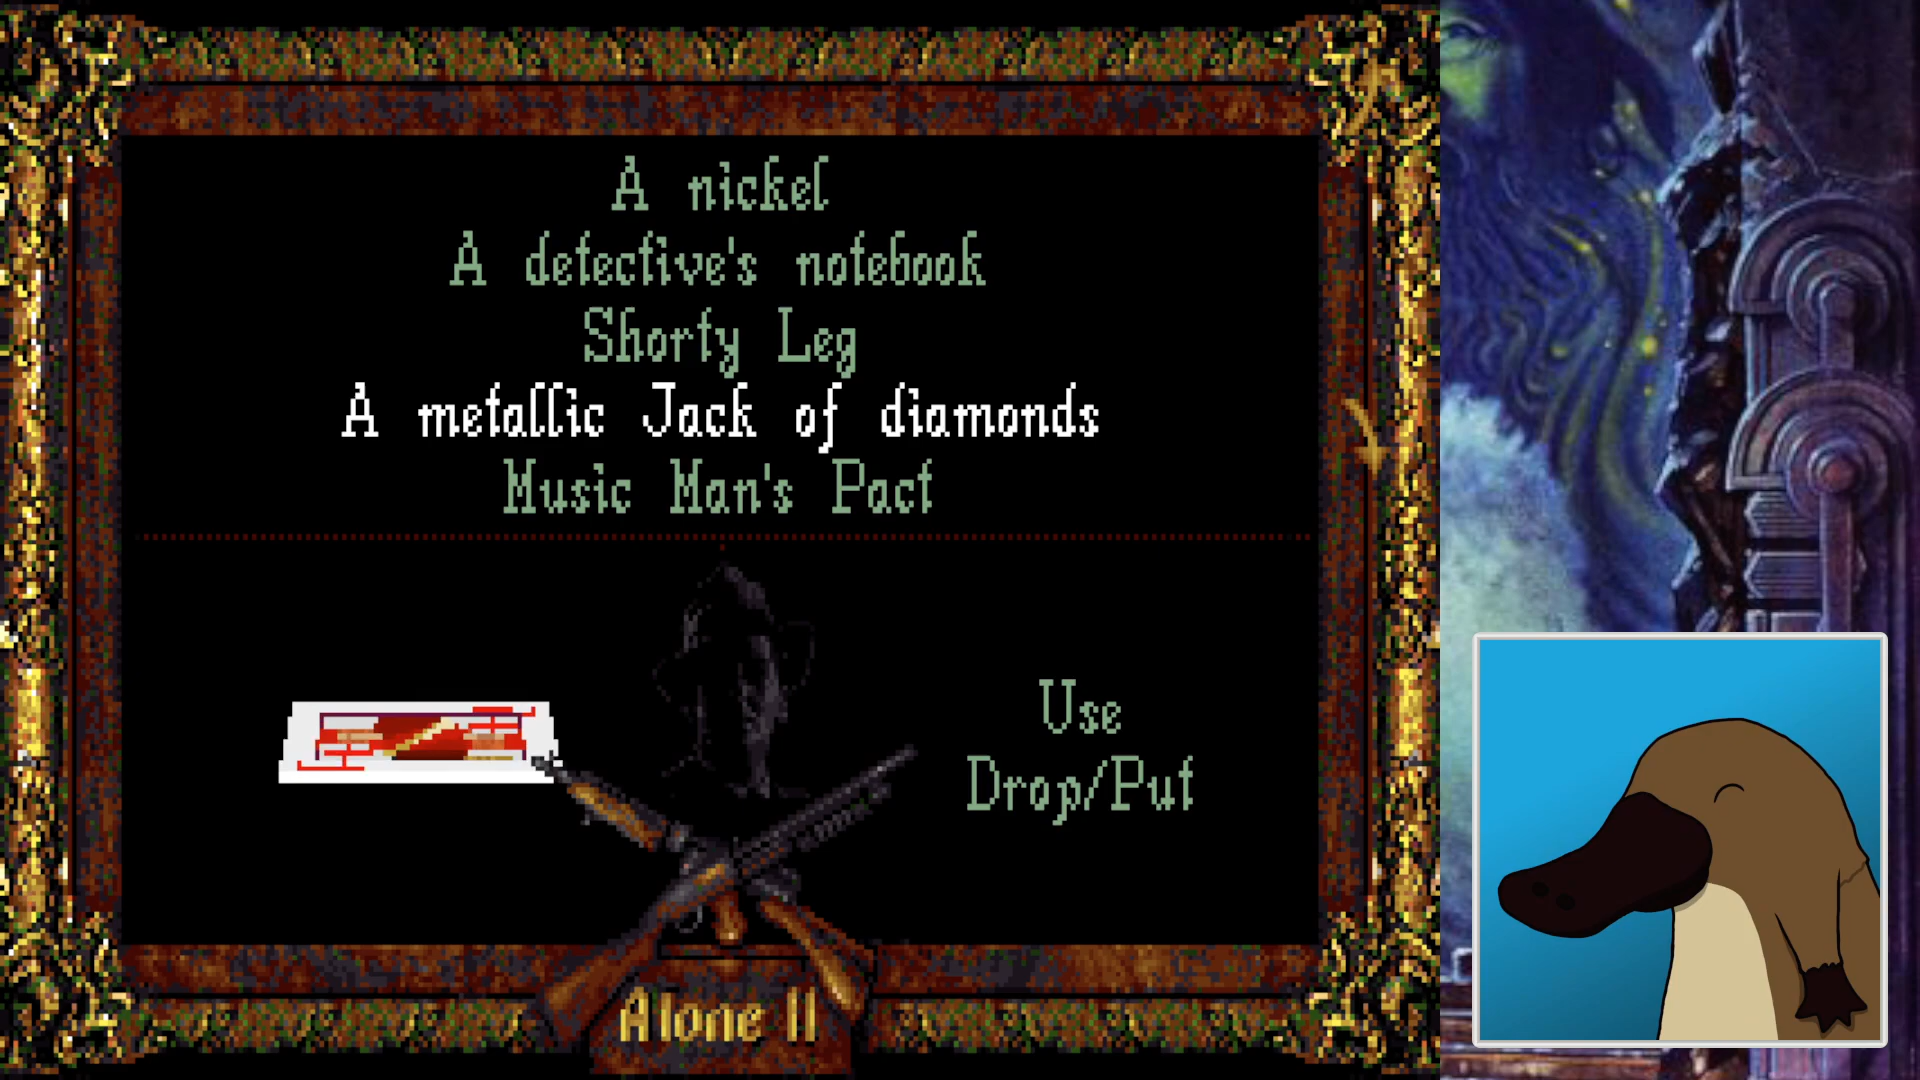 A nickel
A detective's notebook
Shorty Leg
A metallic Jack of diamonds
Music Man's Pact
Use
Drop/Put
Alone II